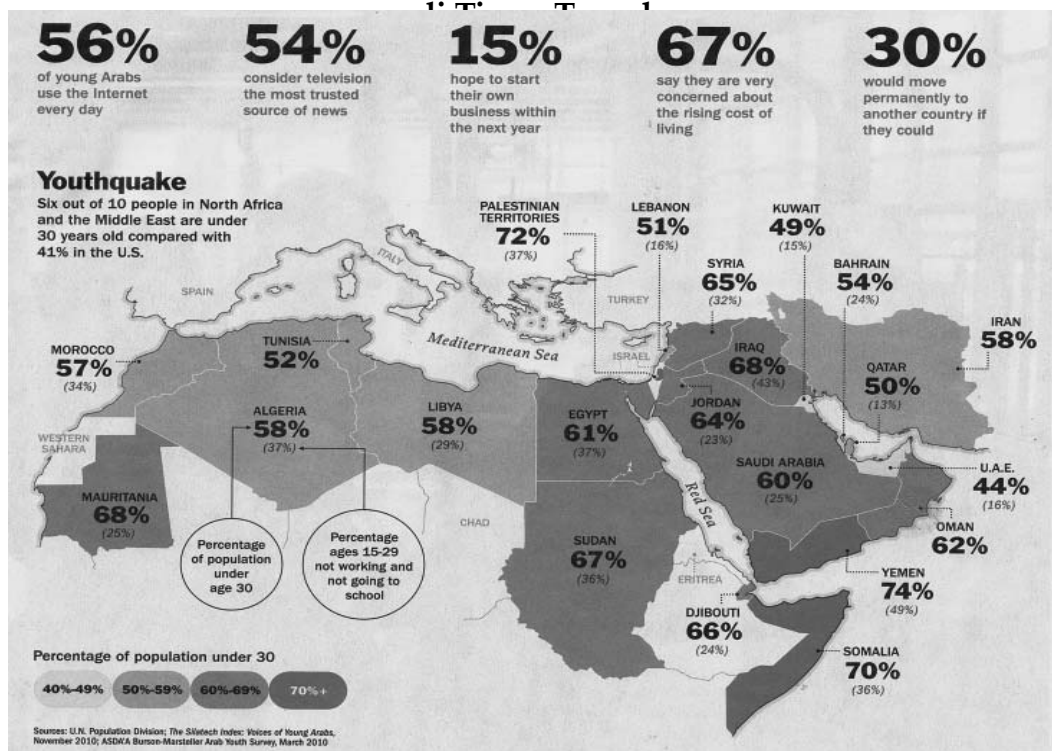 56%
of young Arabs
use the Internet
every day
54%
consider television
the most trusted
source of news
15%
hope to start
their own
business within
the next year
67%
say they are very
concerned about
the rising cost of
living
30%
would move
permanently to
another country if
they could
Youthquake
Six out of 10 people in North Africa
and the Middle East are under
30 years old compared with
41% in the U.S.
PALESTINIAN
TERRITORIES
72%
(37%)
LEBANON
51%
(16%)
KUWAIT
49%
(15%)
SYRIA
65%
(32%)
BAHRAIN
54%
(24%)
ITALY
SPAIN
TURKEY
IRAN
58%
MOROCCO
57%
(34%)
TUNISIA
52%
Mediterranean Sea
ISRAEL
IRAQ
68%
(43%)
QATAR
50%
(13%)
ALGERIA
58%
(37%)
LIBYA
58%
(29%)
EGYPT
61%
(37%)
JORDAN
64%
(23%)
WESTERN
SAHARA
SAUDI ARABIA
60%
(25%)
U.A.E.
44%
(16%)
MAURITANIA
68%
(25%)
Red Sea
CHAD
OMAN
62%
Percentage
of population
under
age 30
Percentage
ages 15-29
not working and
not going to
school
SUDAN
67%
(36%)
ERITREA
YEMEN
74%
(49%)
DJIBOUTI
66%
(24%)
SOMALIA
70%
(36%)
Percentage of population under 30
40%-49%
50%-59%
60%-69%
70%+
Sources: U.N. Population Division; The Silatech Index: Voices of Young Arabs,
November 2010; ASDA'A Burson-Marsteller Arab Youth Survey, March 2010